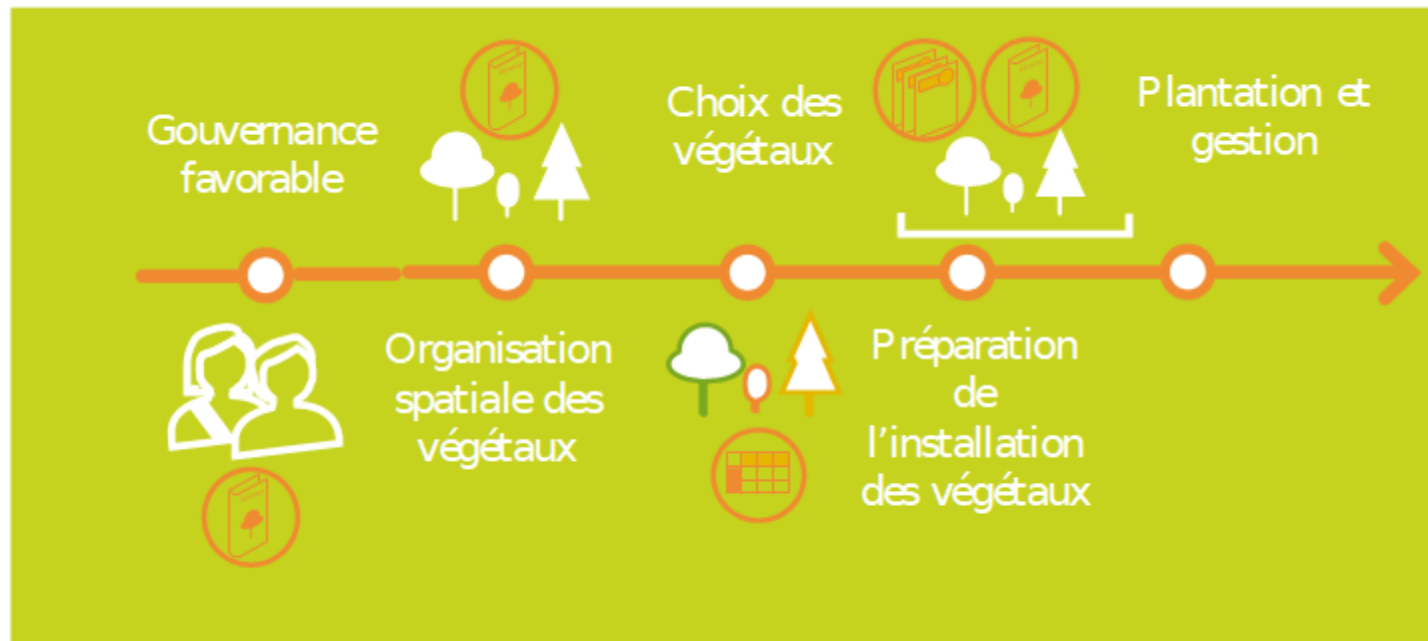 Gouvernance
favorable
Organisation
spatiale des
végétaux
Choix des
végétaux
Préparation
de
l'installation
des végétaux
Plantation et
gestion